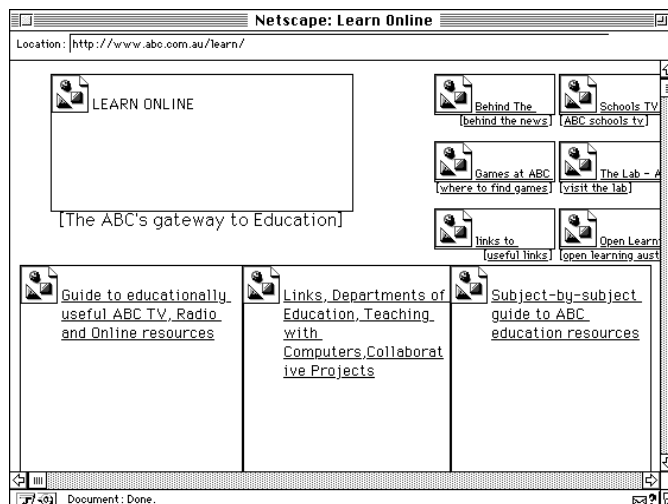 Netscape: Learn Online
Location: http://www.abc.com.au/learn/
LEARN ONLINE
[The ABC's gateway to Education]
Behind The
[behind the news]
Schools TV
[ABC schools tv]
Games at ABC
[where to find games]
The Lab - A
[visit the lab]
links to
[useful links]
Open Learn
[open learning aust
Guide to educationally
useful ABC TV, Radio
and Online resources
Links, Departments of
Education, Teaching
with
Computers,Collaborat
ive Projects
Subject-by-subject
guide to ABC
education resources
Document: Done.
?